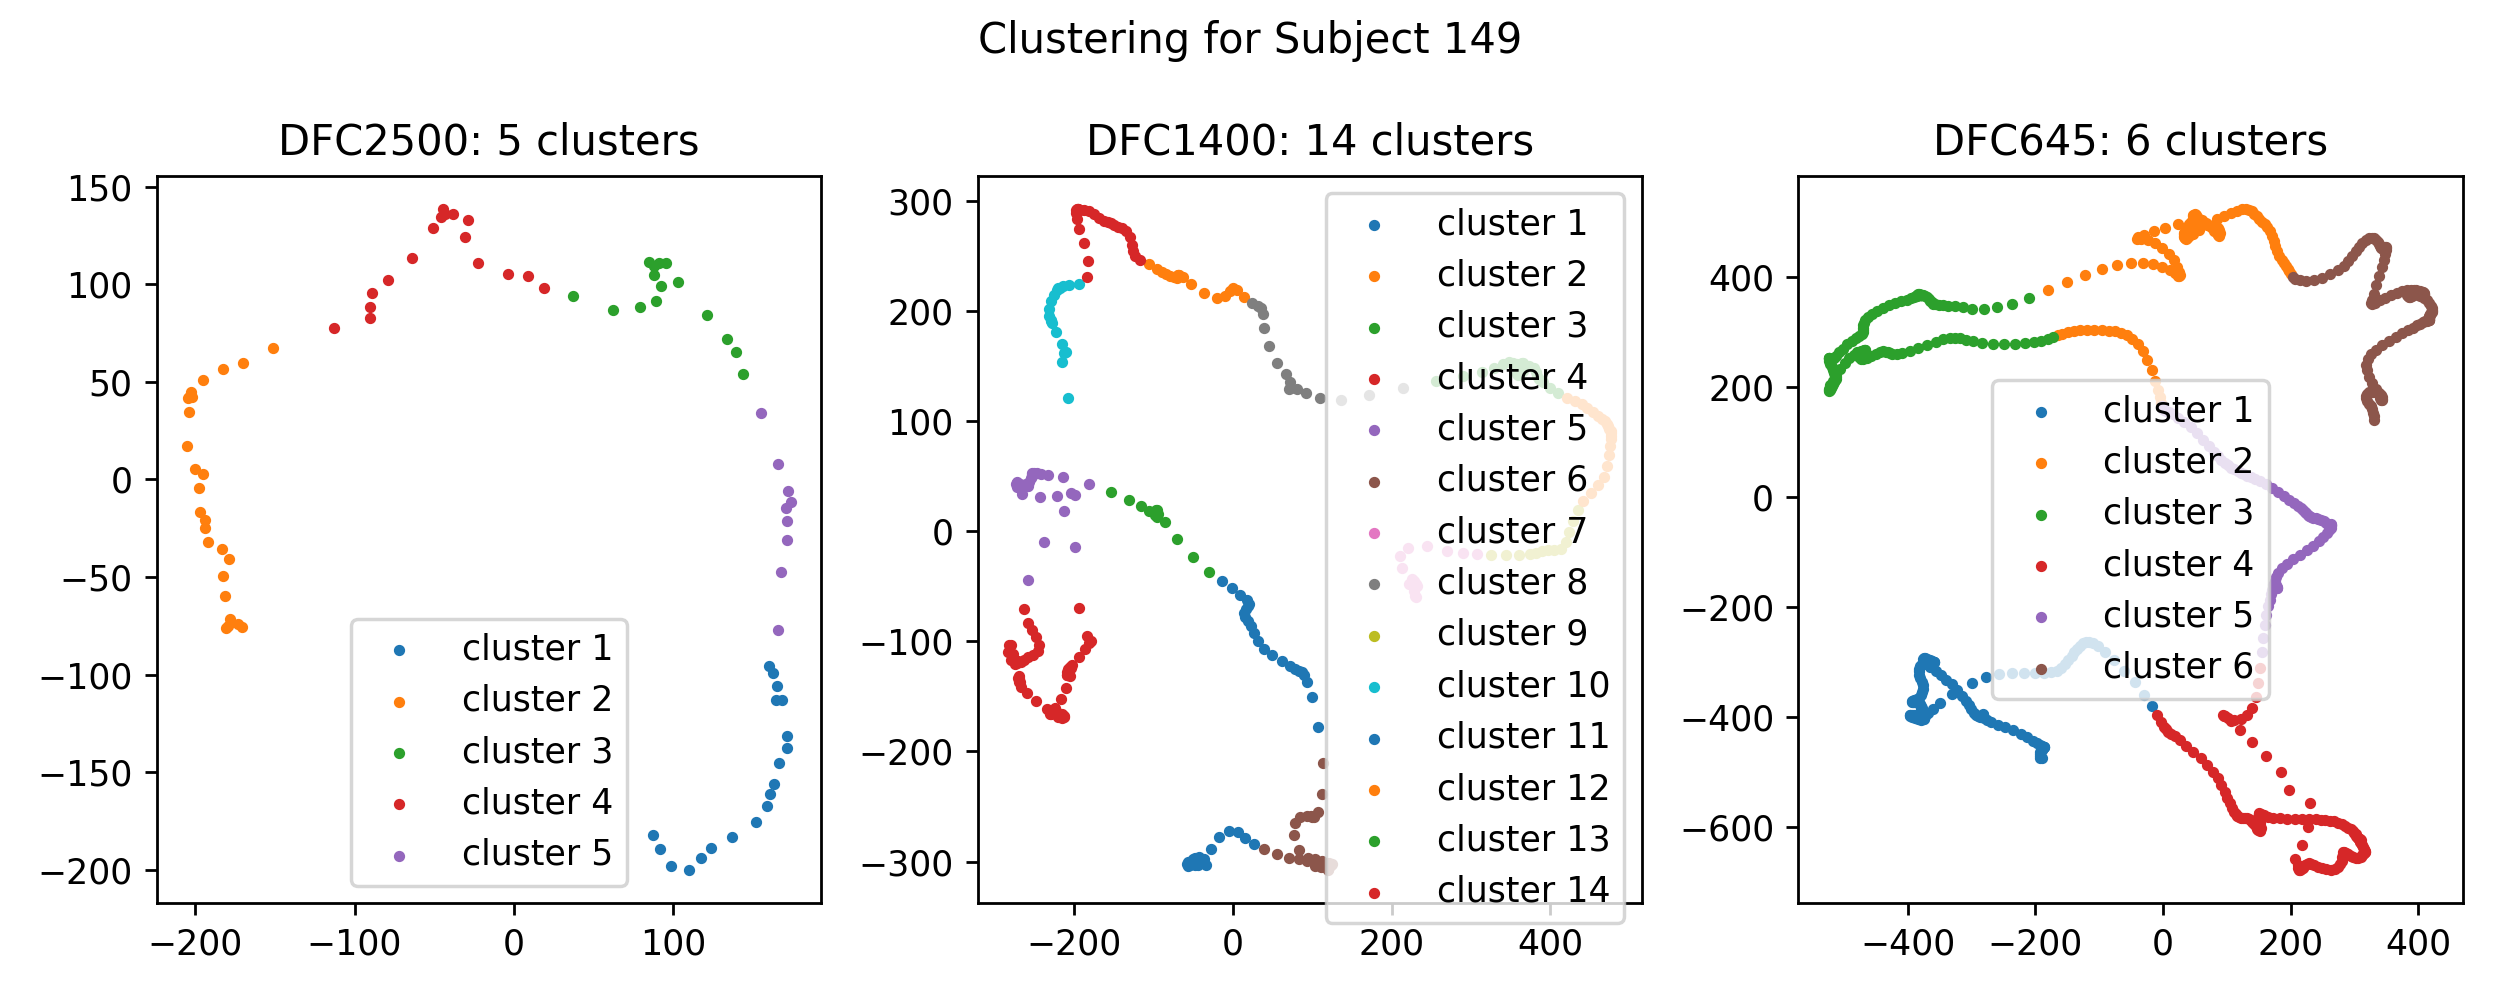 Clustering for Subject 149
DFC2500: 5 clusters
150
100
50
0
−50
−100
−150
−200
−200
−100
0
100
cluster 1
cluster 2
cluster 3
cluster 4
cluster 5
DFC1400: 14 clusters
300
200
100
0
−100
−200
−300
−200
0
200
400
cluster 1
cluster 2
cluster 3
cluster 4
cluster 5
cluster 6
cluster 7
cluster 8
cluster 9
cluster 10
cluster 11
cluster 12
cluster 13
cluster 14
DFC645: 6 clusters
400
200
0
−200
−400
−600
−400
−200
0
200
400
cluster 1
cluster 2
cluster 3
cluster 4
cluster 5
cluster 6